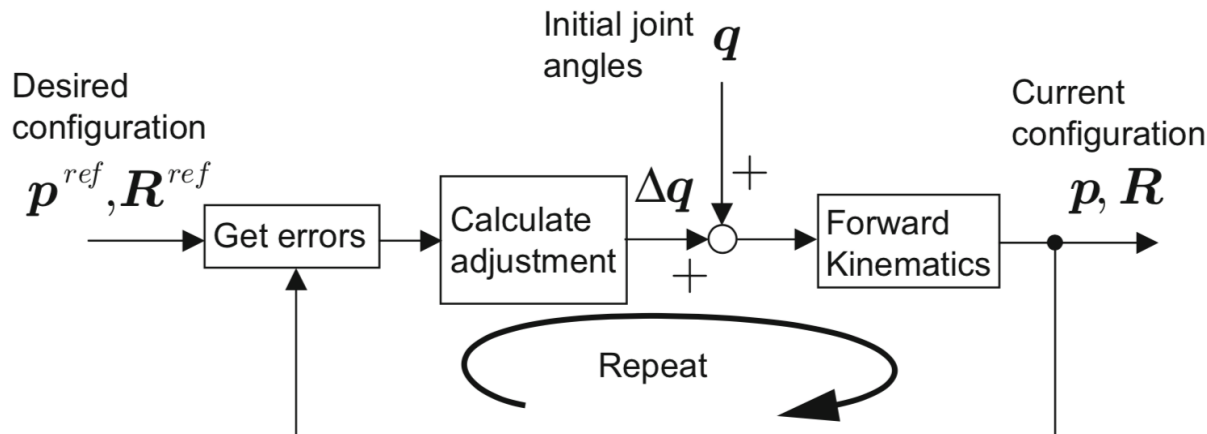 Initial joint
angles
q
Desired
configuration
p^ref, R^ref
Current
configuration
p, R
+
Δq
+
Get errors
Calculate
adjustment
Forward
Kinematics
Repeat